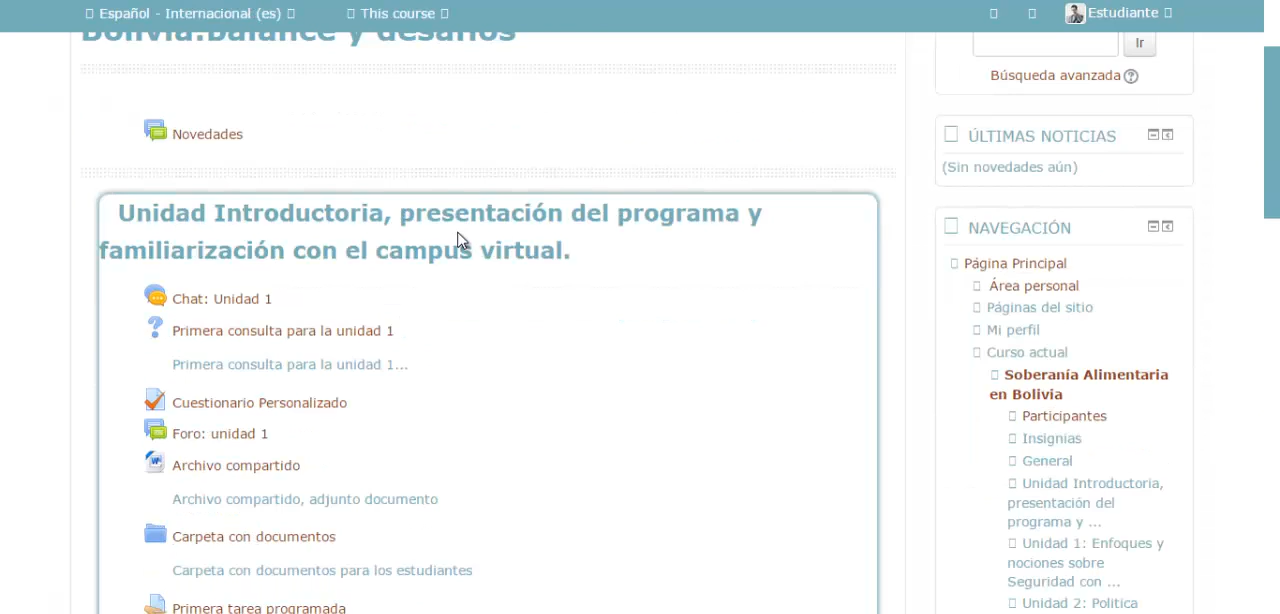 Español - Internacional (es)
This course
Estudiante
Bolivia:balance y desafíos
Ir
Búsqueda avanzada
Novedades
ÚLTIMAS NOTICIAS
(Sin novedades aún)
Unidad Introductoria, presentación del programa y
familiarización con el campus virtual.
Chat: Unidad 1
Primera consulta para la unidad 1
Primera consulta para la unidad 1...
Cuestionario Personalizado
Foro: unidad 1
Archivo compartido
Archivo compartido, adjunto documento
Carpeta con documentos
Carpeta con documentos para los estudiantes
Primera tarea programada
NAVEGACIÓN
Página Principal
Área personal
Páginas del sitio
Mi perfil
Curso actual
Soberanía Alimentaria
en Bolivia
Participantes
Insignias
General
Unidad Introductoria,
presentación del
programa y ...
Unidad 1: Enfoques y
nociones sobre
Seguridad con ...
Unidad 2: Politica